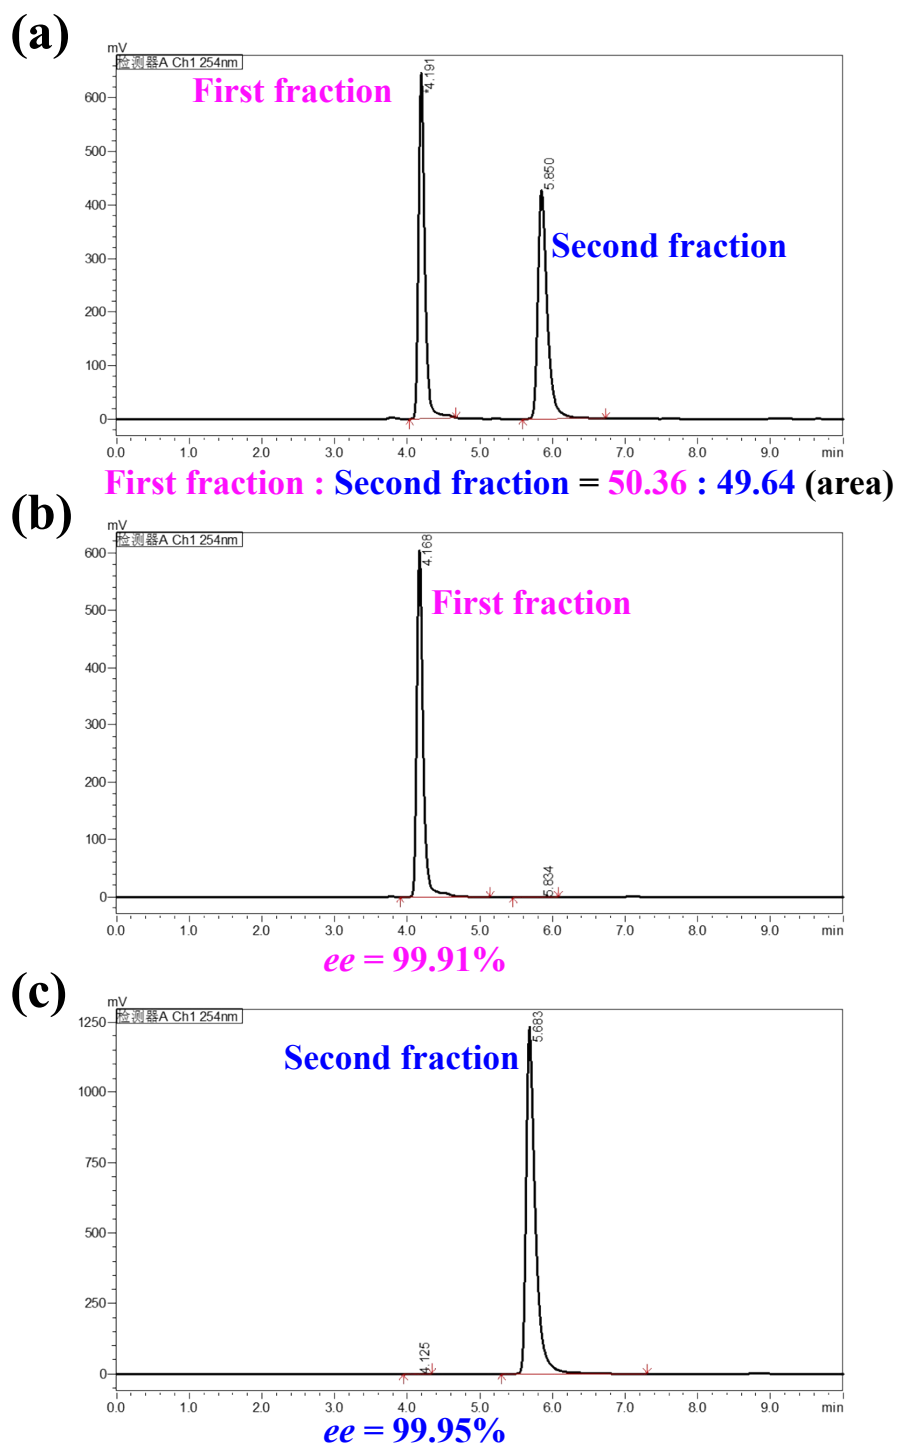 (a)
mV
检测器A Ch1 254nm
*4.191
First fraction
600
5.850
500
400
Second fraction
300
200
100
0
0.0 1.0 2.0 3.0 4.0 5.0 6.0 7.0 8.0 9.0 min
First fraction : Second fraction = 50.36 : 49.64 (area)
(b)
mV
检测器A Ch1 254nm
4.168
600
First fraction
500
400
300
200
100
5.834
0
0.0 1.0 2.0 3.0 4.0 5.0 6.0 7.0 8.0 9.0 min
ee = 99.91%
(c)
mV
检测器A Ch1 254nm
5.683
1250
Second fraction
1000
750
500
250
4.125
0
0.0 1.0 2.0 3.0 4.0 5.0 6.0 7.0 8.0 9.0 min
ee = 99.95%